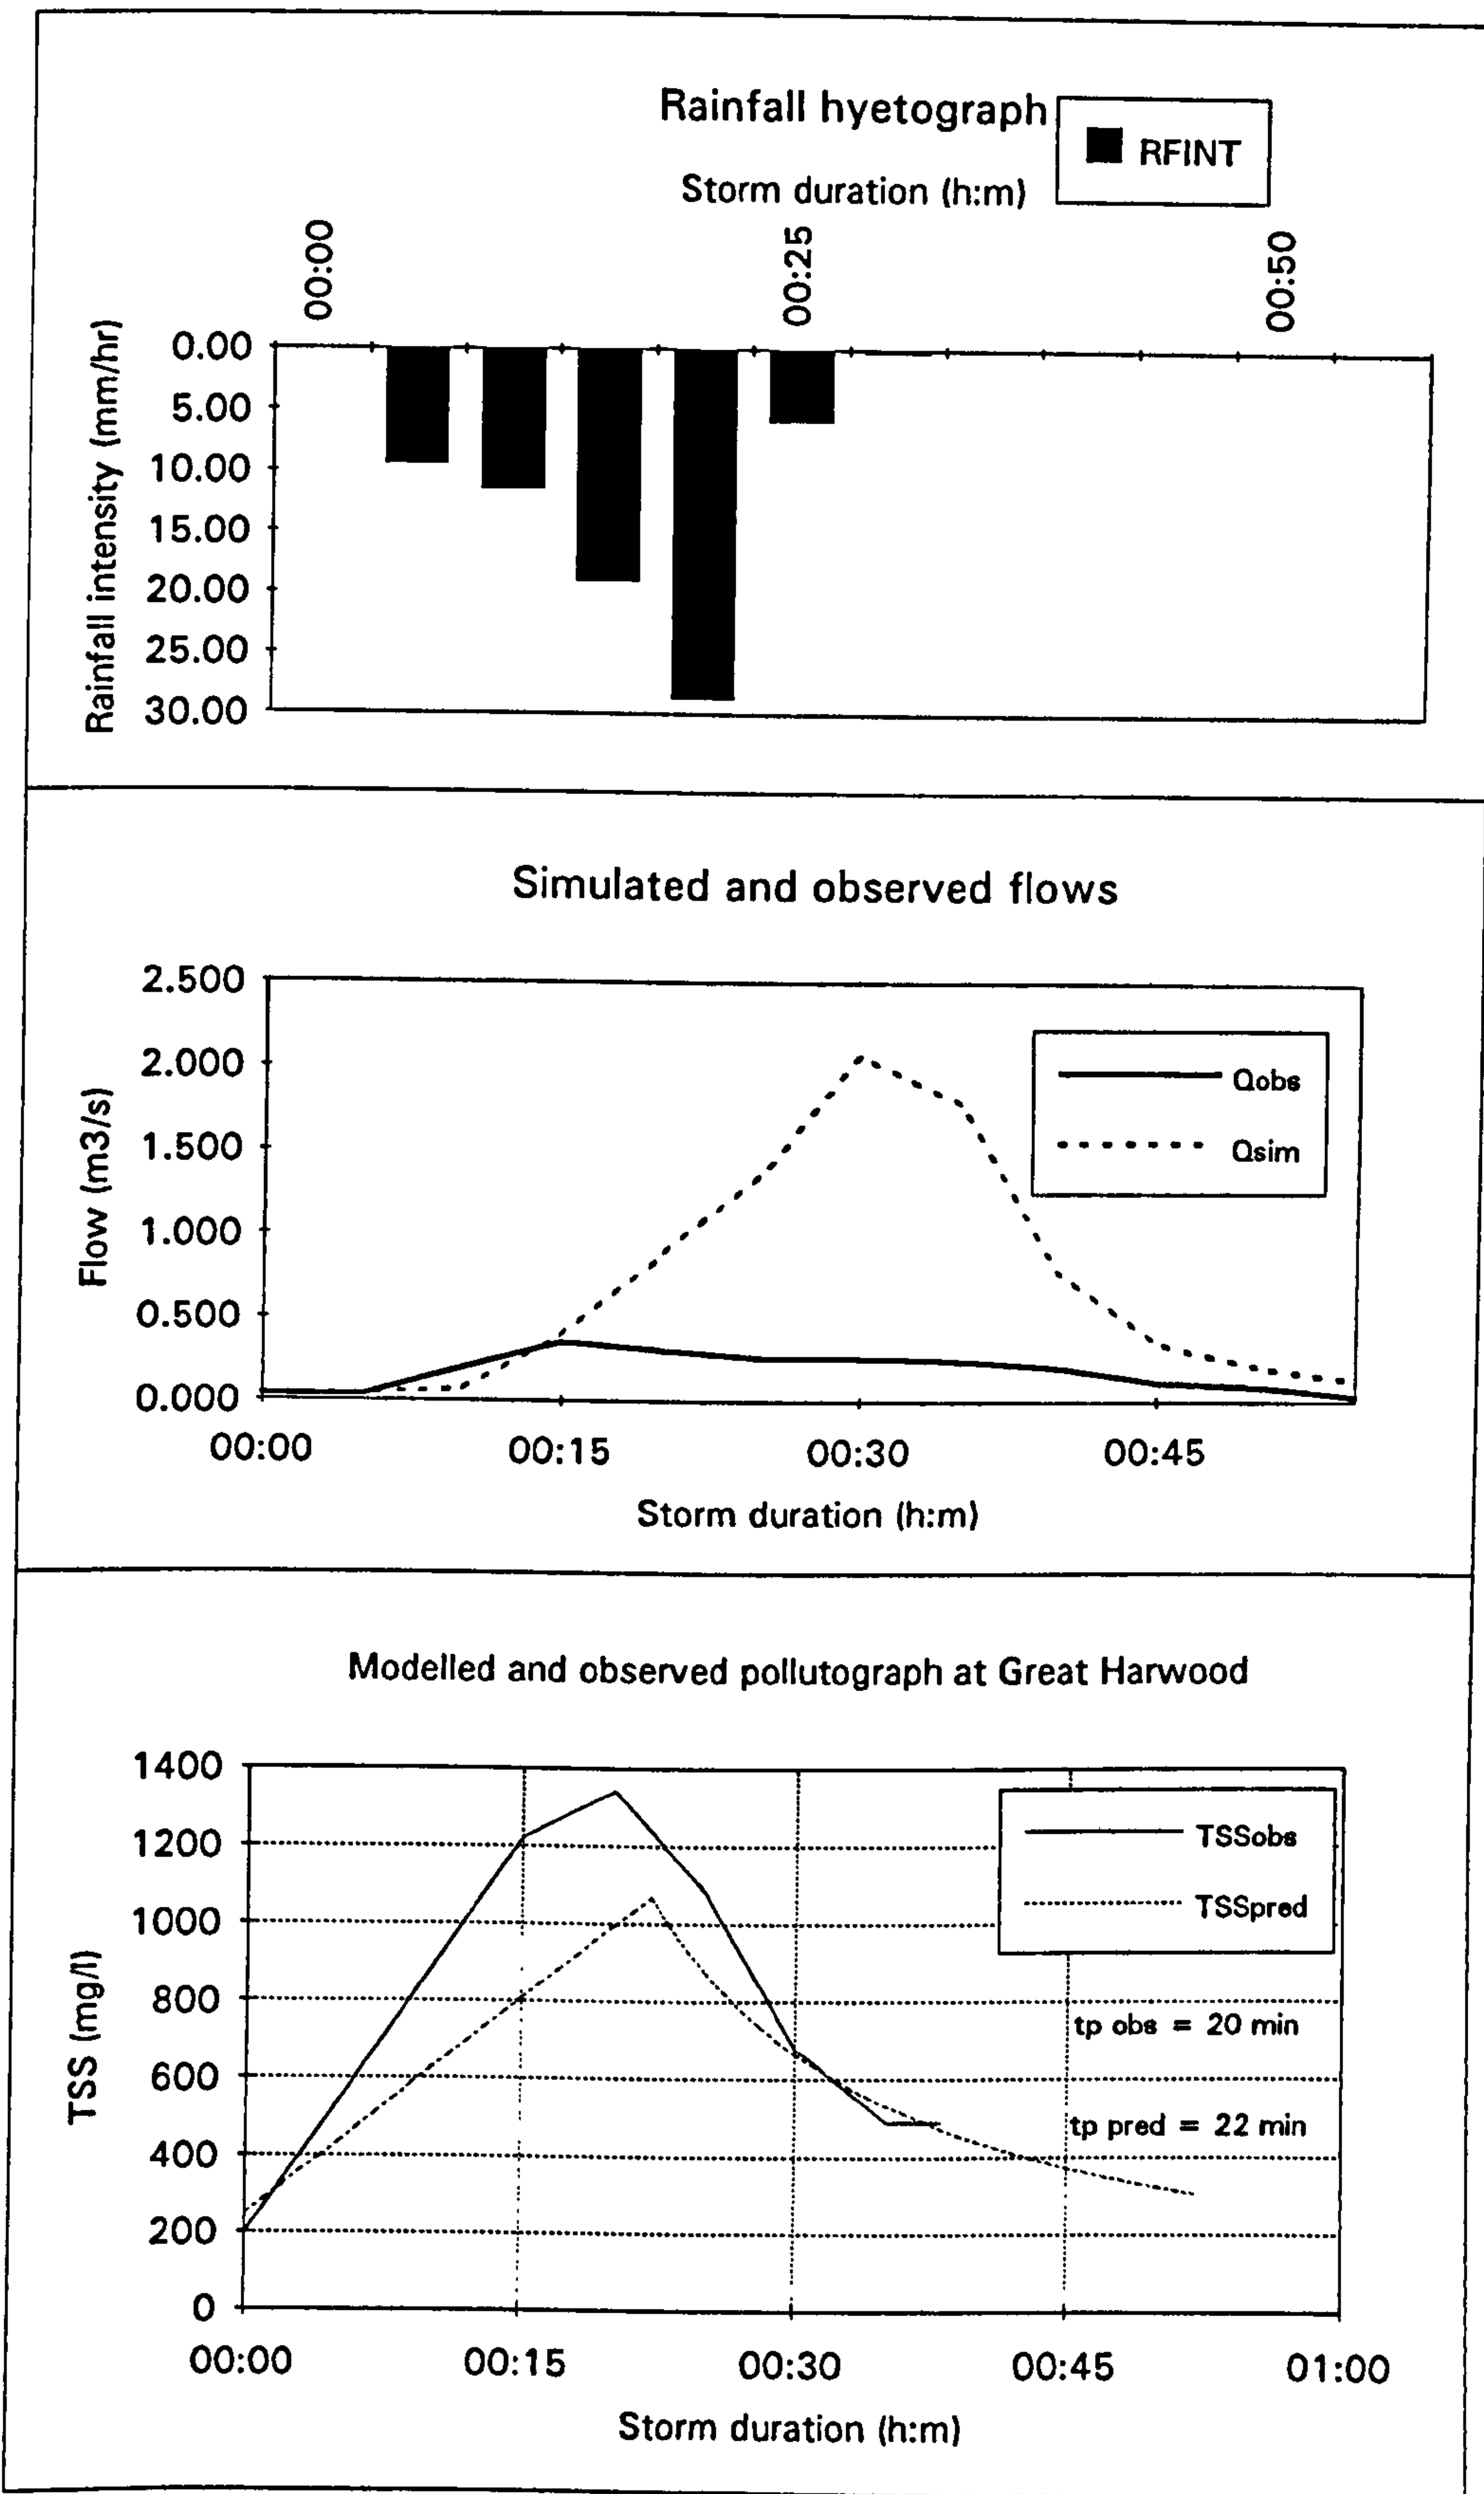 Rainfall hyetograph
RFINT
Storm duration (h:m)
00:00
00:25
00:50
Rainfall intensity (mm/hr)
0.00
5.00
10.00
15.00
20.00
25.00
30.00
Simulated and observed flows
Flow (m3/s)
2.500
2.000
1.500
1.000
0.500
0.000
Qobs
Qsim
00:00 00:15 00:30 00:45
Storm duration (h:m)
Modelled and observed pollutograph at Great Harwood
TSS (mg/l)
1400
1200
1000
800
600
400
200
0
TSSobs
TSSpred
tp obs = 20 min
tp pred = 22 min
00:00 00:15 00:30 00:45 01:00
Storm duration (h:m)